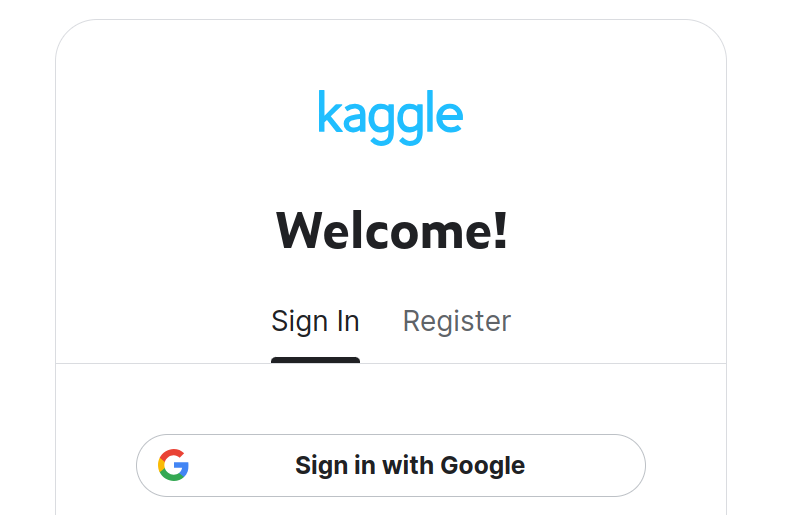 kaggle
Welcome!
Sign In Register
Sign in with Google